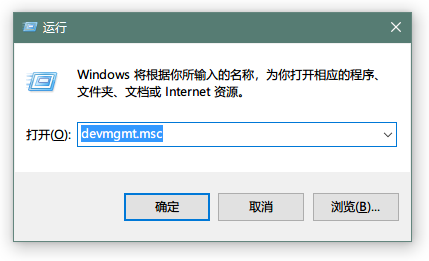 运行
Windows 将根据你所输入的名称，为你打开相应的程序、
文件夹、文档或 Internet 资源。
打开(O): devmgmt.msc
确定 取消 浏览(B)...